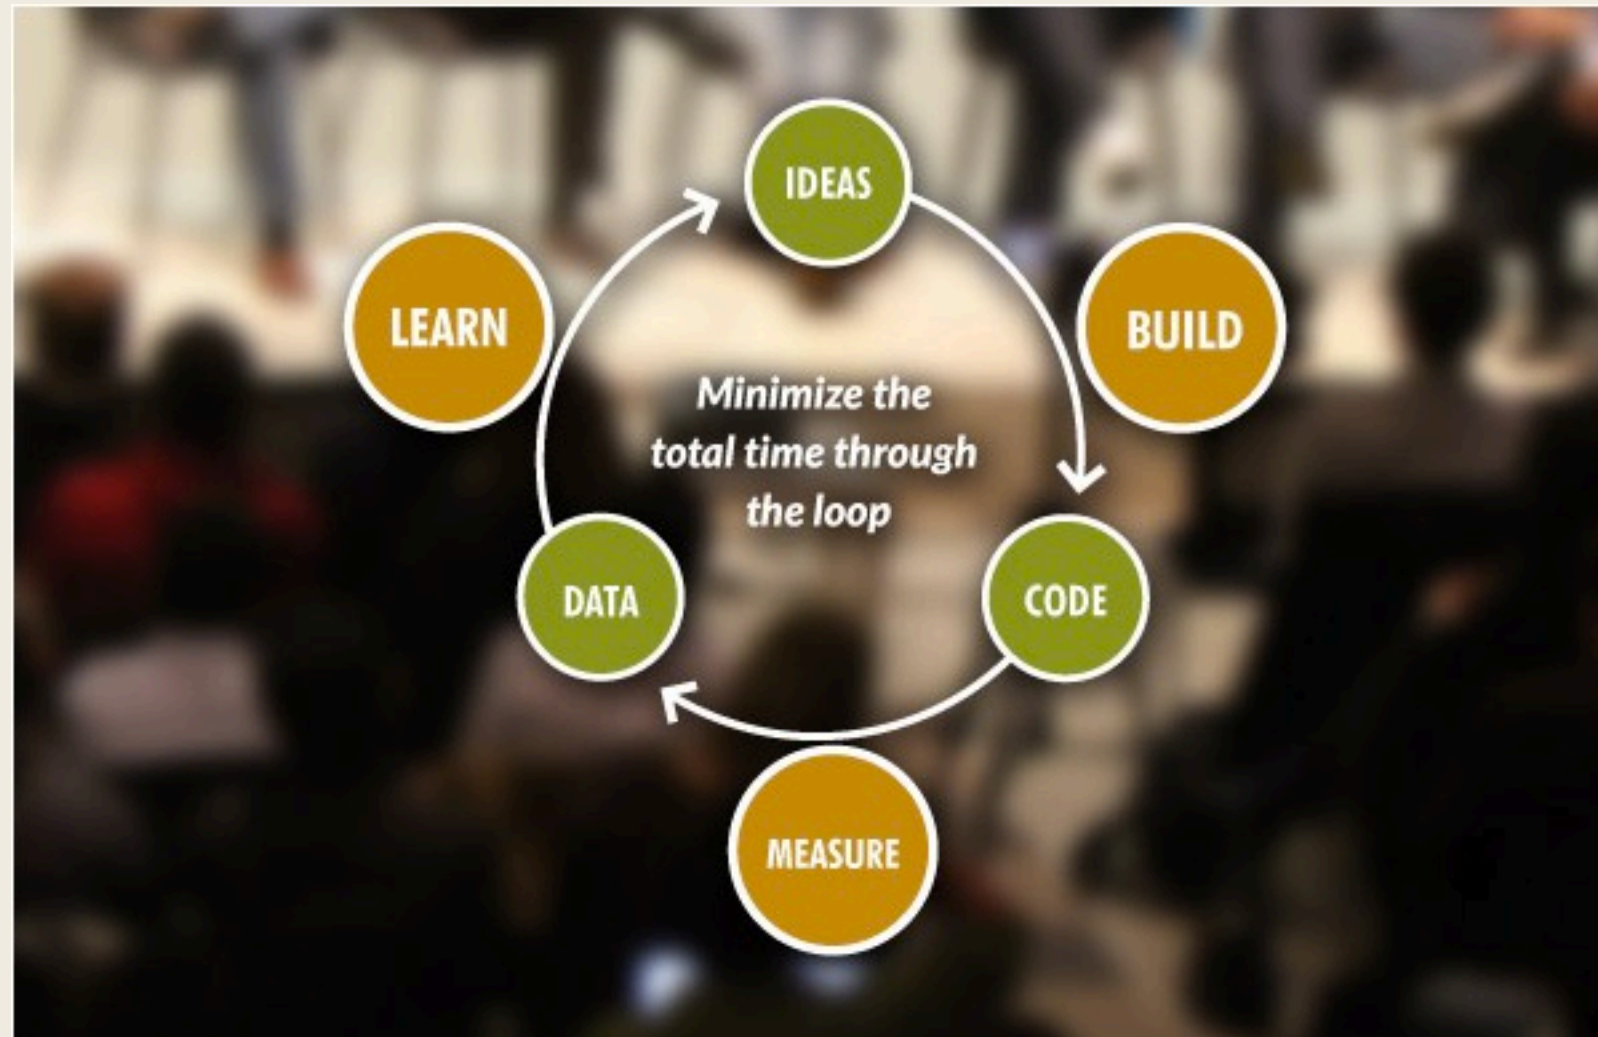 IDEAS
LEARN
BUILD
Minimize the
total time through
the loop
DATA
CODE
MEASURE